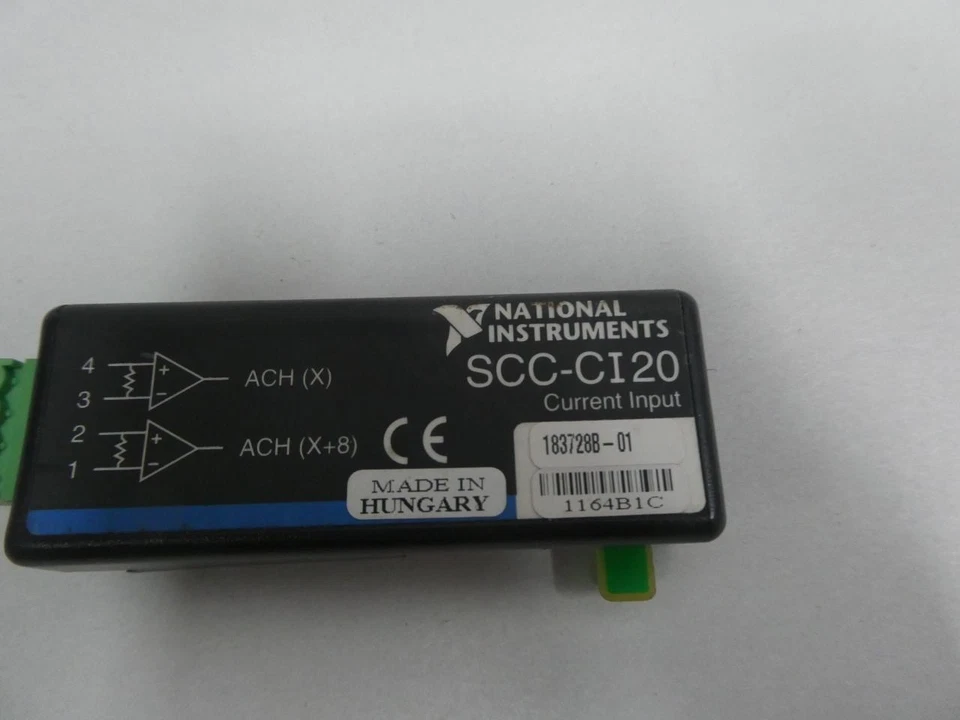 NATIONAL
INSTRUMENTS
SCC-CI20
Current Input
4
+
ACH (X)
3
−
2
+
ACH (X+8)
1
−
CE
MADE IN
HUNGARY
183728B-01
1164B1C